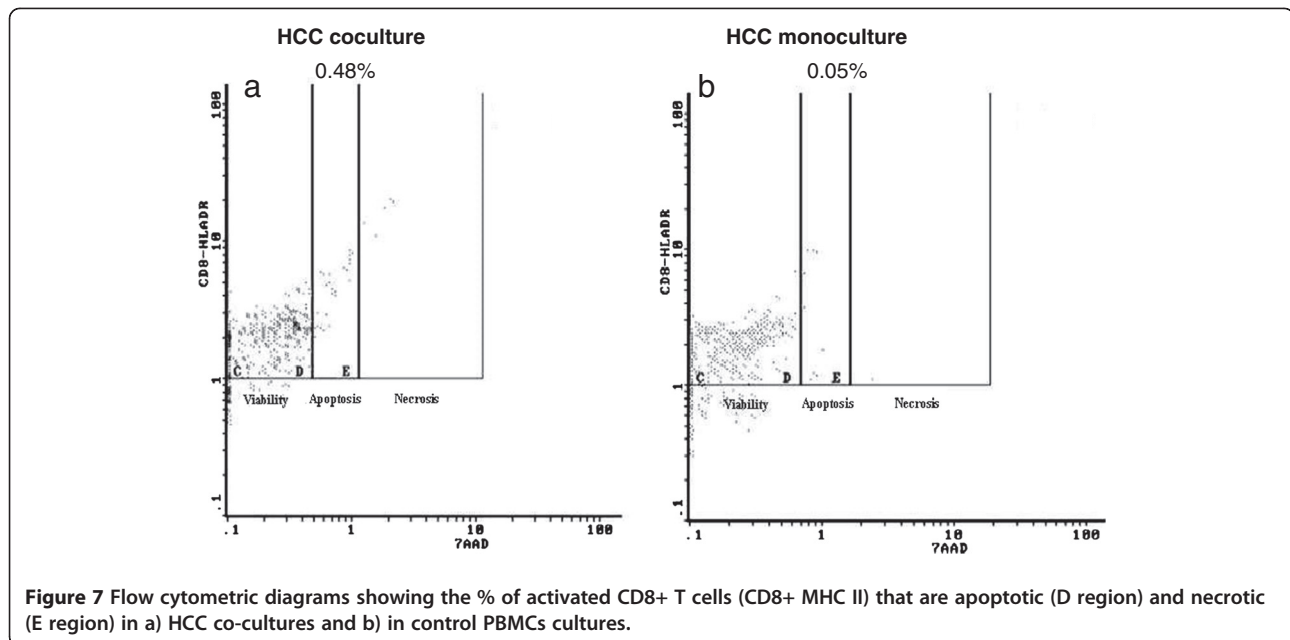 HCC coculture
HCC monoculture
0.48%
0.05%
a
b
100
10
1
.1
CD8-HLADR
C
D
E
Viability
Apoptosis
Necrosis
.1
1
10
100
7AAD
100
10
1
.1
CD8-HLADR
C
D
E
Viability
Apoptosis
Necrosis
.1
1
10
100
7AAD
Figure 7 Flow cytometric diagrams showing the % of activated CD8+ T cells (CD8+ MHC II) that are apoptotic (D region) and necrotic
(E region) in a) HCC co-cultures and b) in control PBMCs cultures.